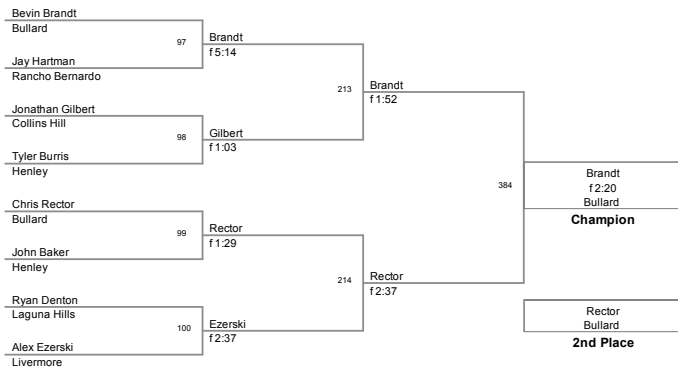 Bevin Brandt
Bullard
97
Jay Hartman
Rancho Bernardo
Brandt
f 5:14
Jonathan Gilbert
Collins Hill
98
Tyler Burris
Henley
Gilbert
f 1:03
213
Brandt
f 1:52
Chris Rector
Bullard
99
John Baker
Henley
Rector
f 1:29
Ryan Denton
Laguna Hills
100
Alex Ezerski
Livermore
Ezerski
f 2:37
214
Rector
f 2:37
384
Brandt
f 2:20
Bullard
Champion
Rector
Bullard
2nd Place